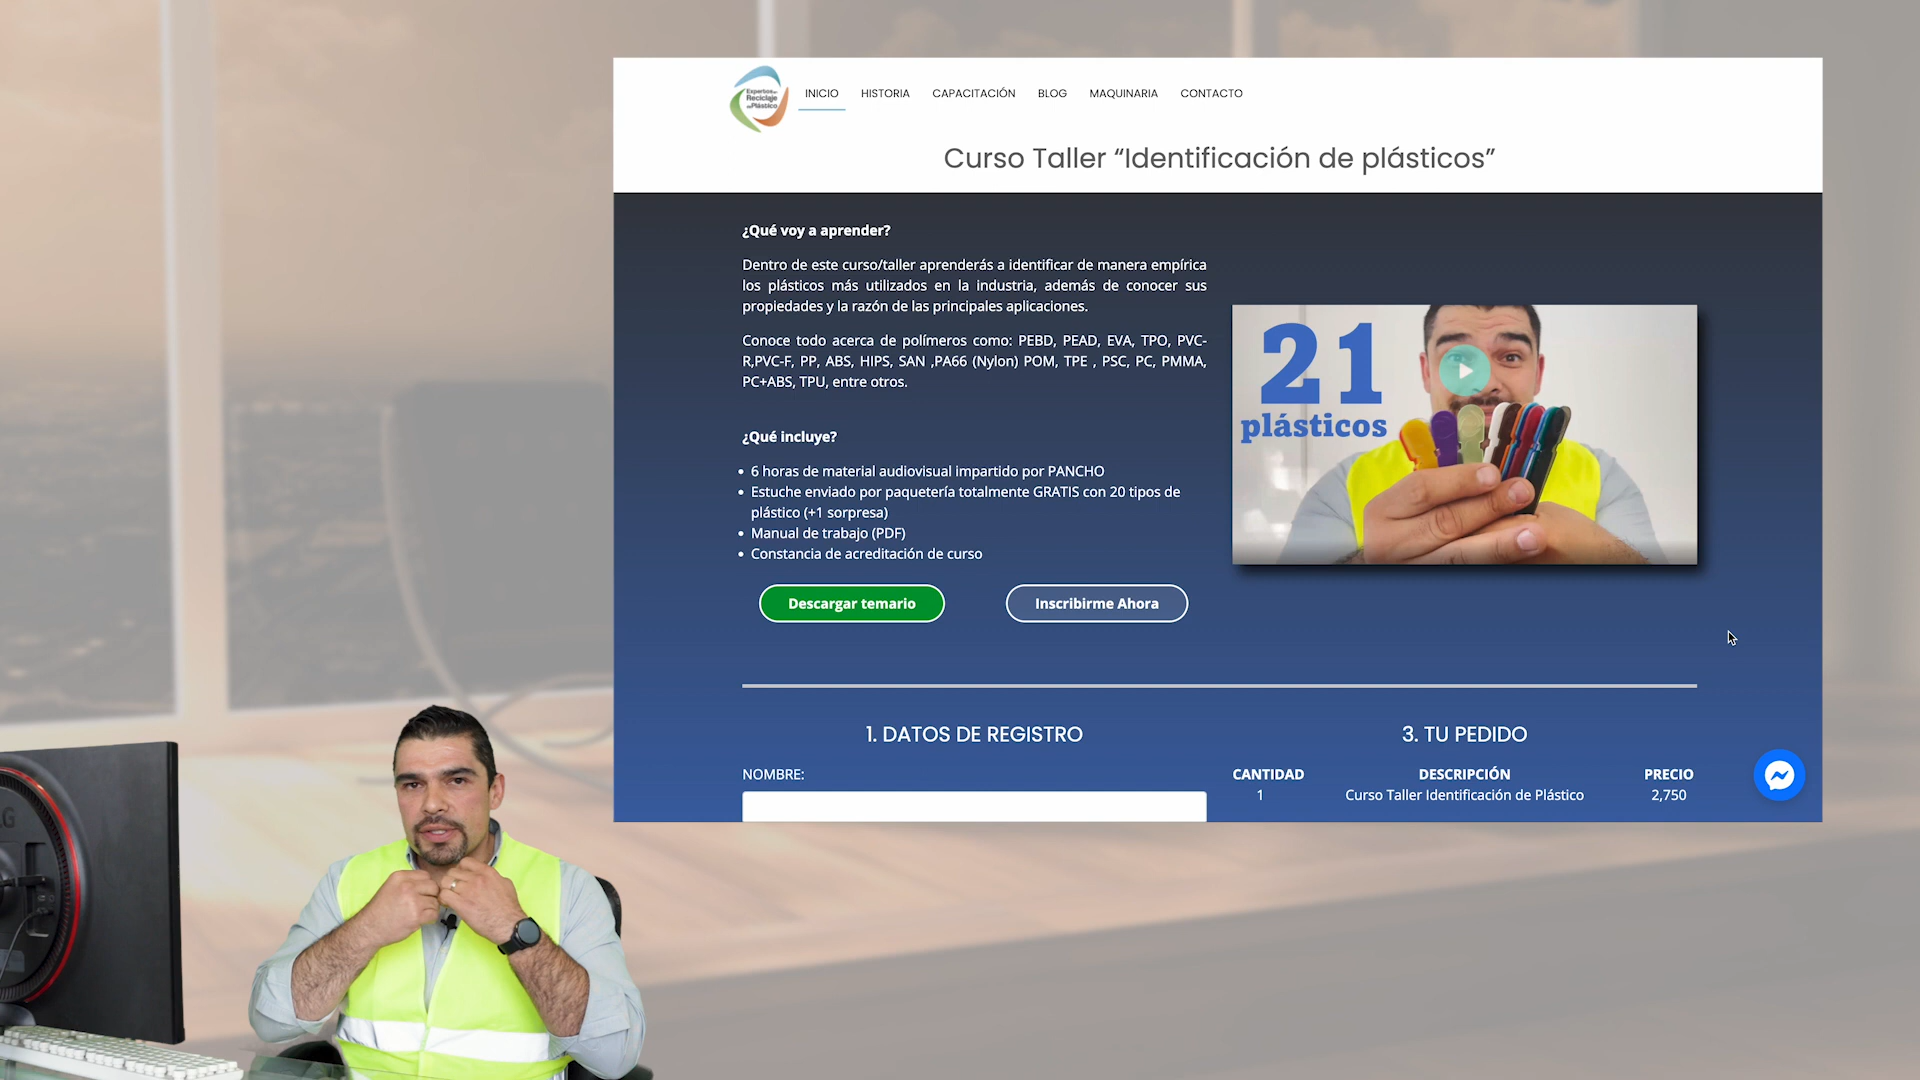 Expertos en
Reciclaje
de Plástico
INICIO HISTORIA CAPACITACIÓN BLOG MAQUINARIA CONTACTO
Curso Taller “Identificación de plásticos”
¿Qué voy a aprender?
Dentro de este curso/taller aprenderás a identificar de manera empírica
los plásticos más utilizados en la industria, además de conocer sus
propiedades y la razón de las principales aplicaciones.
Conoce todo acerca de polímeros como: PEBD, PEAD, EVA, TPO, PVC-
R,PVC-F, PP, ABS, HIPS, SAN ,PA66 (Nylon) POM, TPE , PSC, PC, PMMA,
PC+ABS, TPU, entre otros.
¿Qué incluye?
• 6 horas de material audiovisual impartido por PANCHO
• Estuche enviado por paquetería totalmente GRATIS con 20 tipos de
plástico (+1 sorpresa)
• Manual de trabajo (PDF)
• Constancia de acreditación de curso
Descargar temario Inscribirme Ahora
21
plásticos
1. DATOS DE REGISTRO
NOMBRE:
3. TU PEDIDO
CANTIDAD DESCRIPCIÓN PRECIO
1 Curso Taller Identificación de Plástico 2,750